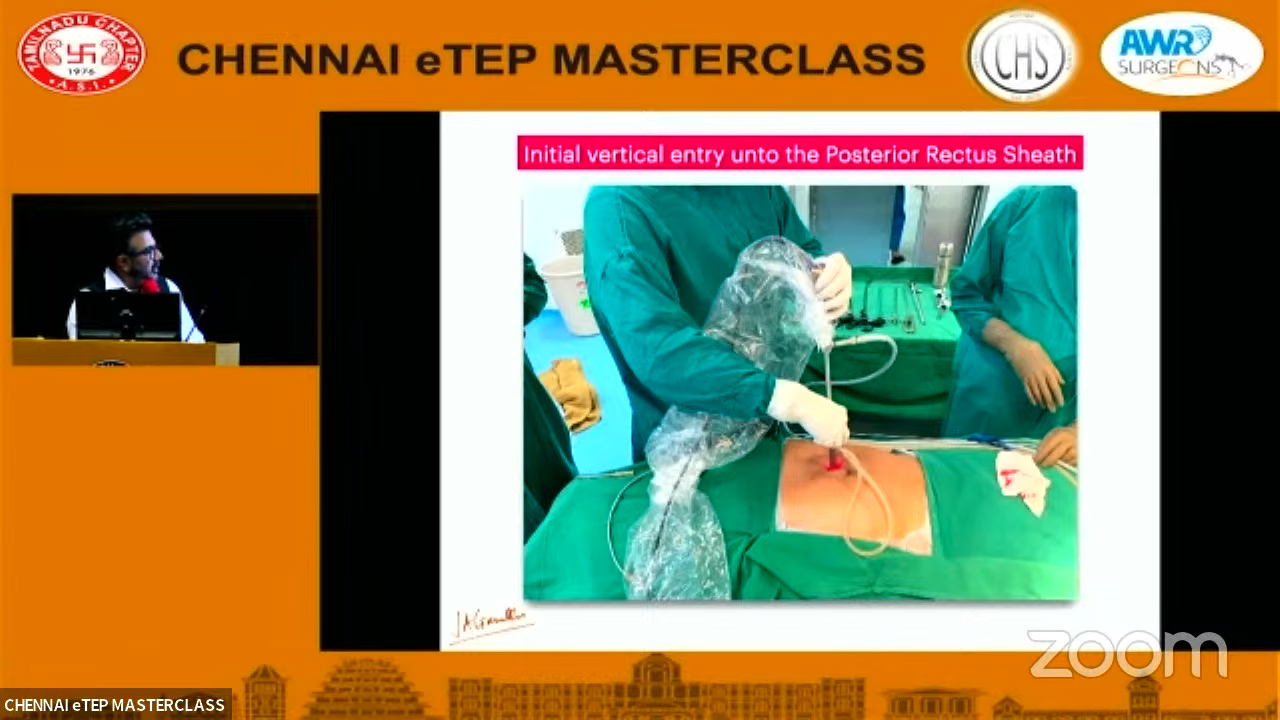 TAMILNADU CHAPTER
1976
A.S.I.
CHENNAI eTEP MASTERCLASS
CHS
AWR
SURGEONS
Initial vertical entry unto the Posterior Rectus Sheath
zoom
CHENNAI eTEP MASTERCLASS